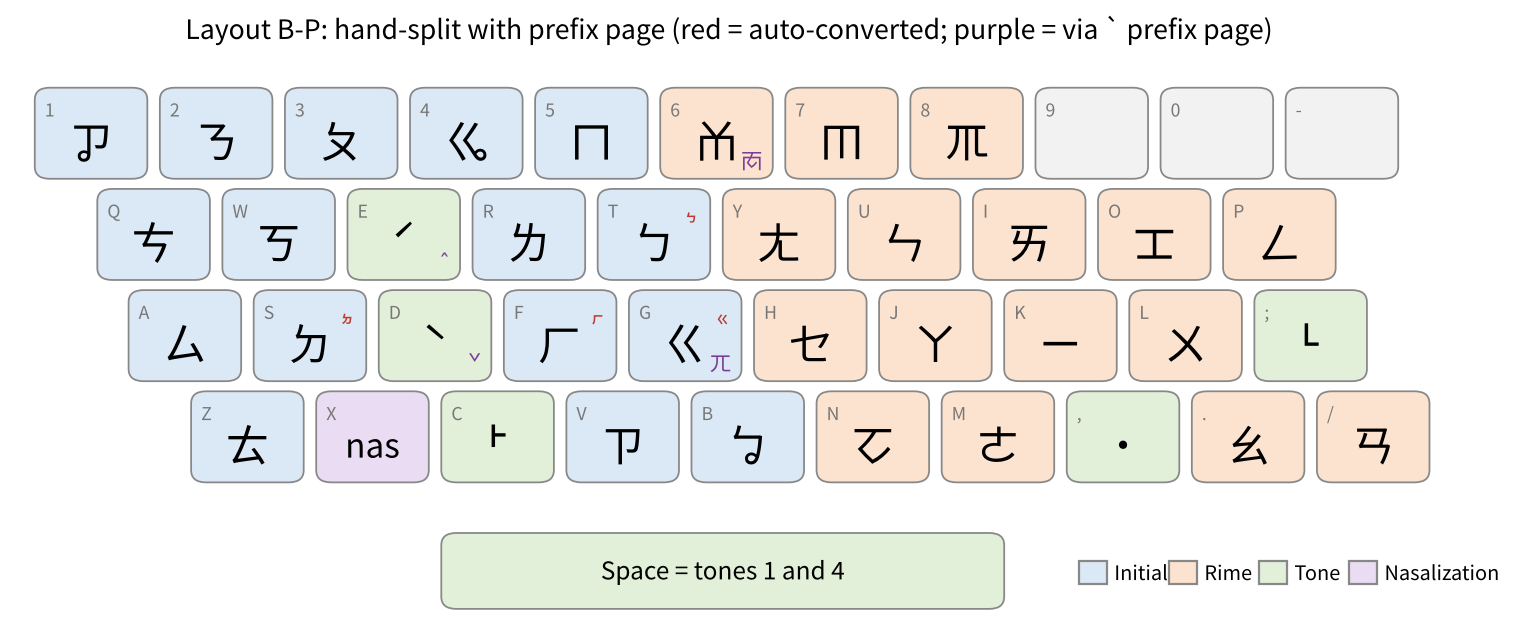 Layout B-P: hand-split with prefix page (red = auto-converted; purple = via ` prefix page)
1 ㆢ 2 ㄋ 3 ㄆ 4 ㆣ 5 ㄇ 6 ㆯ ㆮ 7 ㆬ 8 ㆭ 9 0 -
Q ㄘ W ㄎ E ˊ ˆ R ㄌ T ㄅ ㆴ Y ㄤ U ㄣ I ㄞ O ㆲ P ㄥ
A ㄙ S ㄉ ㆵ D ˋ ˇ F ㄏ ㆷ G ㄍ ㆻ ㄫ H ㄝ J ㄚ K ㄧ L ㄨ ; ˪
Z ㄊ X nas C ˫ V ㄗ B ㆠ N ㆦ M ㄜ , ˙ . ㄠ / ㄢ
Space = tones 1 and 4
Initial Rime Tone Nasalization